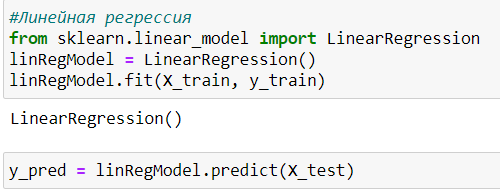 #Линейная регрессия
from sklearn.linear_model import LinearRegression
linRegModel = LinearRegression()
linRegModel.fit(X_train, y_train)
LinearRegression()
y_pred = linRegModel.predict(X_test)